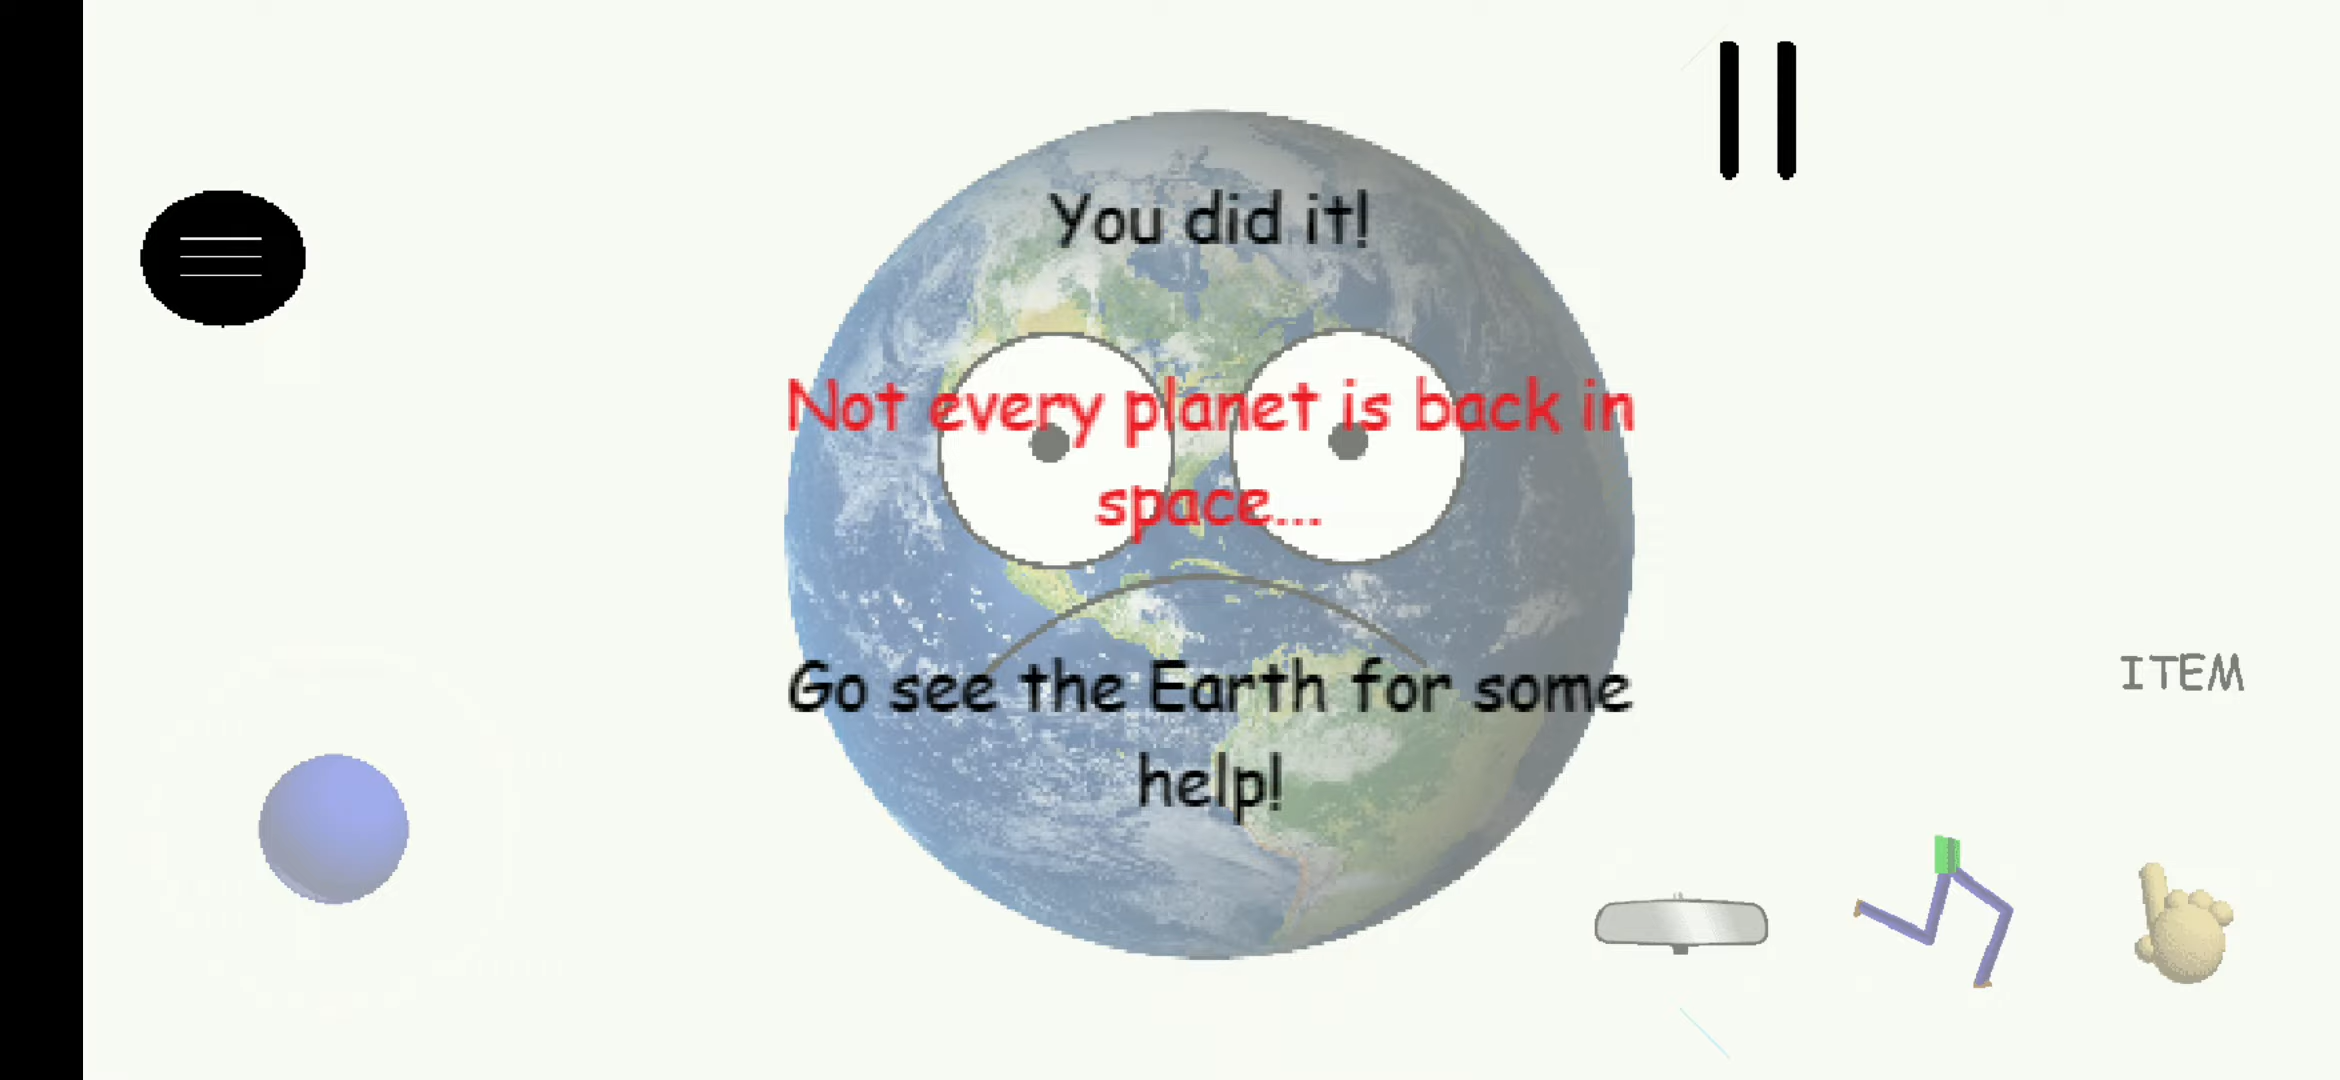 You did it!
Not every planet is back in
space...
Go see the Earth for some
help!
ITEM